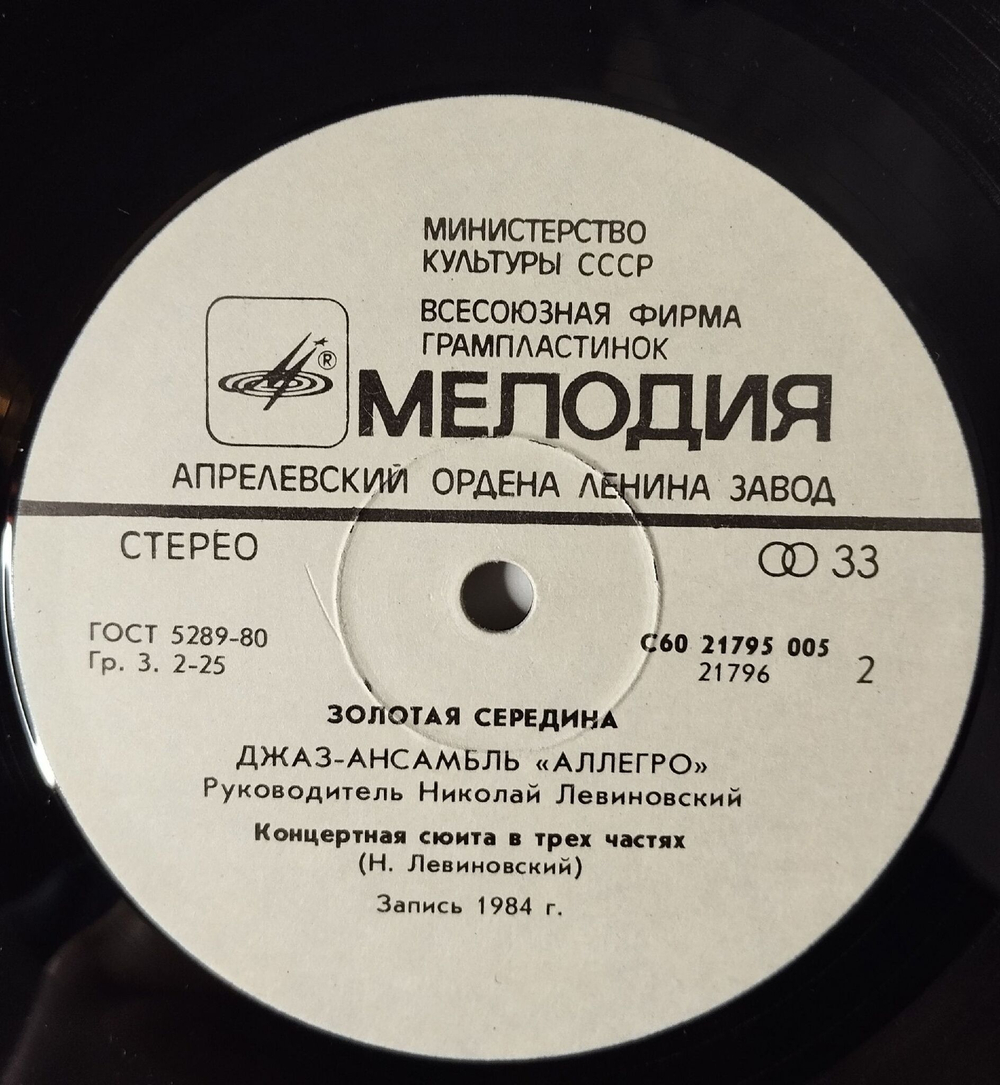 МИНИСТЕРСТВО
КУЛЬТУРЫ СССР
ВСЕСОЮЗНАЯ ФИРМА
ГРАМПЛАСТИНОК
®
МЕЛОДИЯ
АПРЕЛЕВСКИЙ ОРДЕНА ЛЕНИНА ЗАВОД
СТЕРЕО
33
ГОСТ 5289-80
Гр. 3. 2-25
С60 21795 005
21796
2
ЗОЛОТАЯ СЕРЕДИНА
ДЖАЗ-АНСАМБЛЬ «АЛЛЕГРО»
Руководитель Николай Левиновский
Концертная сюита в трех частях
(Н. Левиновский)
Запись 1984 г.